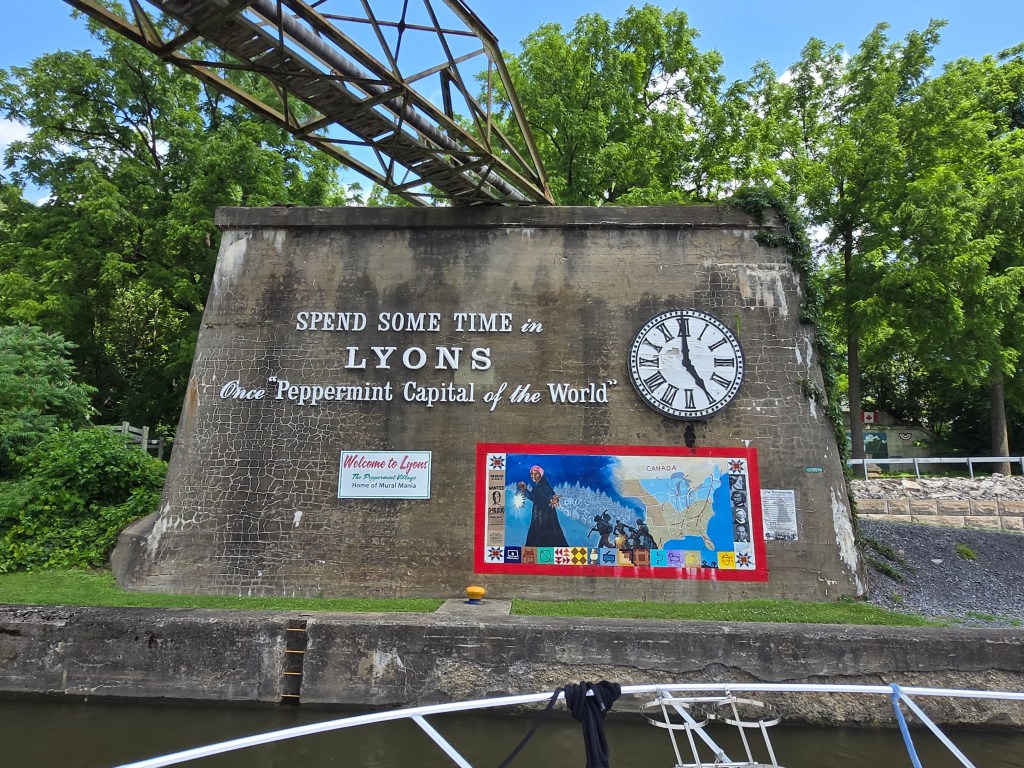 SPEND SOME TIME in
LYONS
Once "Peppermint Capital of the World"
Welcome to Lyons
The Peppermint Village
Home of Mural Mania
CANADA
WANTED